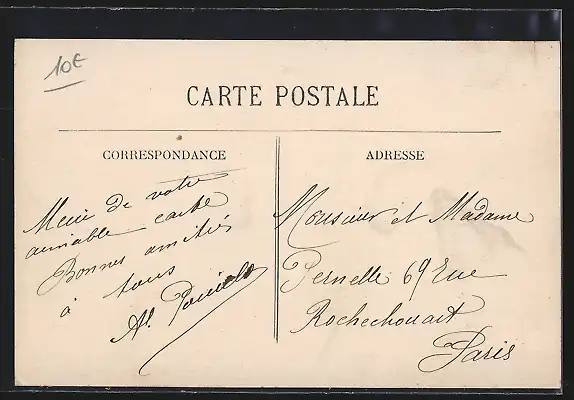 10€
CARTE POSTALE
CORRESPONDANCE
Merci de votre
aimable carte
Bonnes amitiés
à tous
Al.
ADRESSE
Monsieur et Madame
Pernelle 69 Rue
Rochechouart
Paris